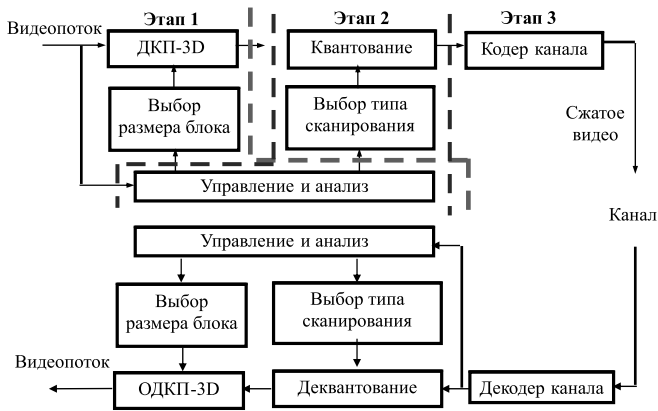 Этап 1
Этап 2
Этап 3
Видеопоток
ДКП-3D
Квантование
Кодер канала
Выбор
размера блока
Выбор типа
сканирования
Сжатое
видео
Управление и анализ
Канал
Управление и анализ
Выбор
размера блока
Выбор типа
сканирования
Видеопоток
ОДКП-3D
Деквантование
Декодер канала